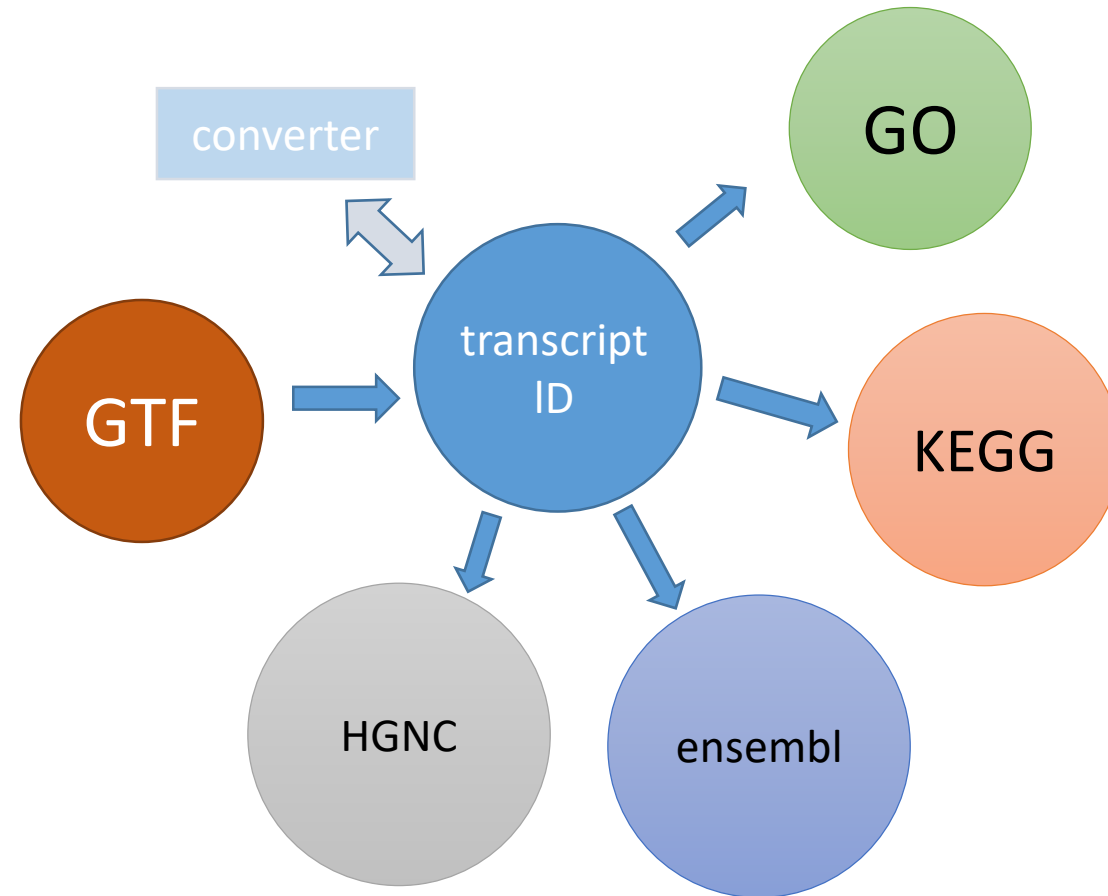 converter
GO
GTF
transcript
ID
KEGG
HGNC
ensembl